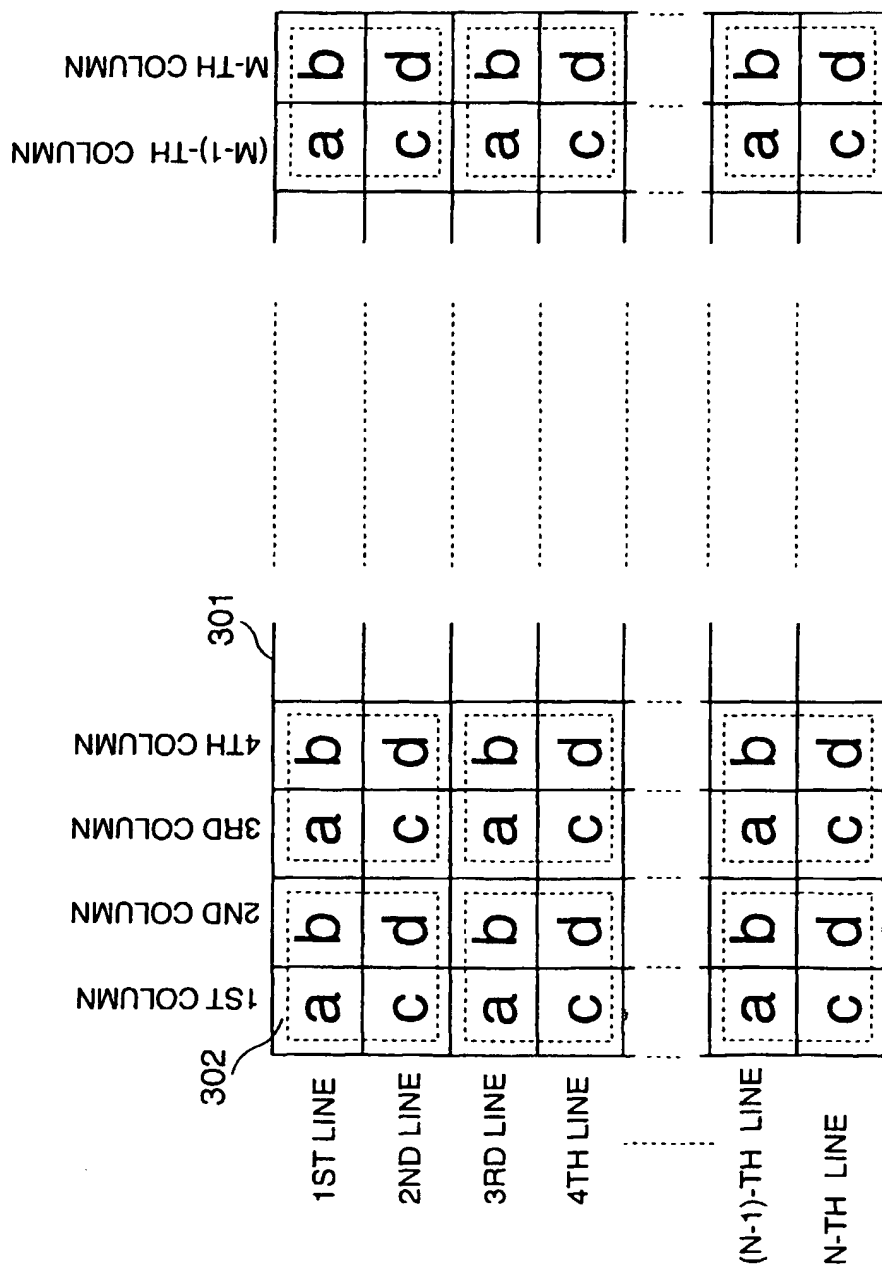 1ST COLUMN 2ND COLUMN 3RD COLUMN 4TH COLUMN (M-1)-TH COLUMN M-TH COLUMN
302 301
1ST LINE a b a b a b
2ND LINE c d c d c d
3RD LINE a b a b a b
4TH LINE c d c d c d
(N-1)-TH LINE a b a b a b
N-TH LINE c d c d c d